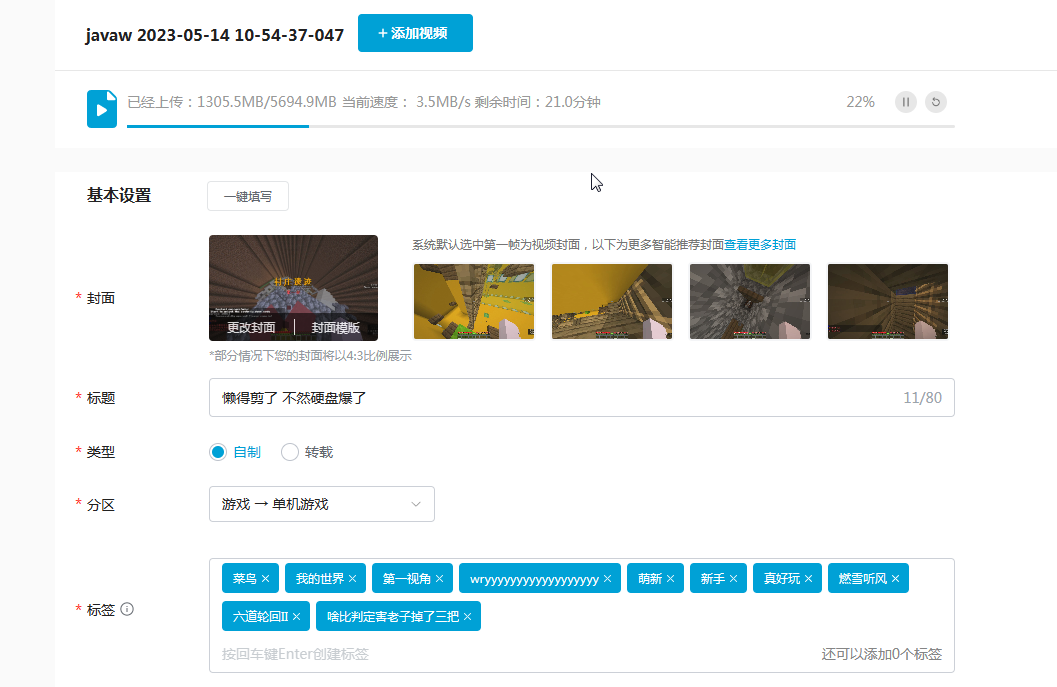 javaw 2023-05-14 10-54-37-047
+ 添加视频
已经上传：1305.5MB/5694.9MB 当前速度： 3.5MB/s 剩余时间：21.0分钟
22%
基本设置
一键填写
系统默认选中第一帧为视频封面，以下为更多智能推荐封面查看更多封面
* 封面
更改封面
封面模版
*部分情况下您的封面将以4:3比例展示
* 标题
懒得剪了 不然硬盘爆了
11/80
* 类型
自制
转载
* 分区
游戏 → 单机游戏
* 标签
菜鸟 ×
我的世界 ×
第一视角 ×
wryyyyyyyyyyyyyyyyyy ×
萌新 ×
新手 ×
真好玩 ×
燃雪听风 ×
六道轮回II ×
啥比判定害老子掉了三把 ×
按回车键Enter创建标签
还可以添加0个标签